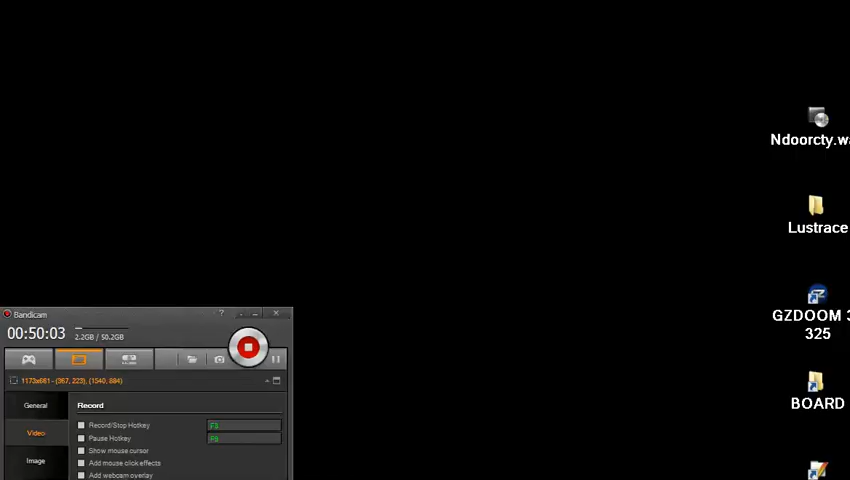 Ndoorcty.wa
Lustrace
GZDOOM 3
325
BOARD
Bandicam
?
00:50:03
2.2GB / 50.2GB
1173x661 - (367, 223), (1540, 884)
General
Record
Record/Stop Hotkey
Pause Hotkey
F9
Video
Show mouse cursor
Add mouse click effects
Image
Add webcam overlay